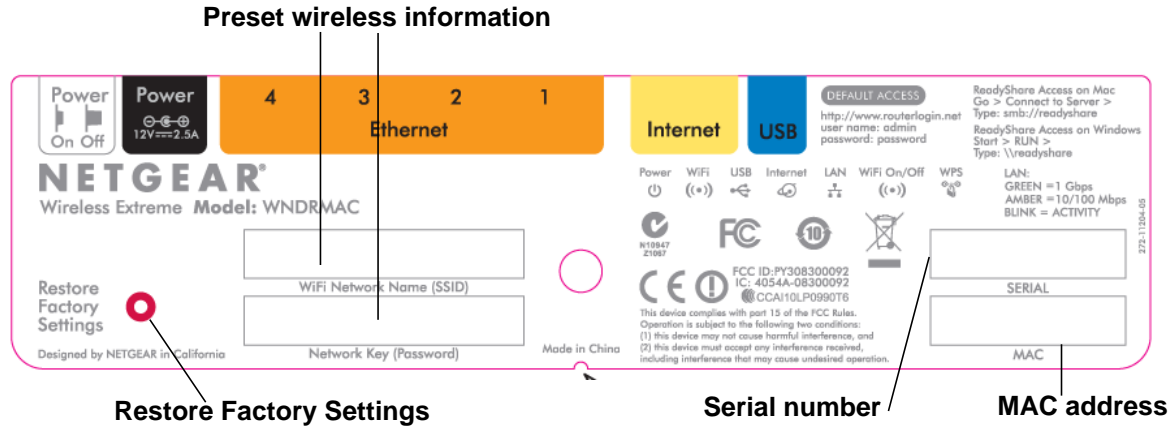 Preset wireless information
Power
On Off
Power
12V 2.5A
4 3 2 1
Ethernet
Internet
USB
DEFAULT ACCESS
http://www.routerlogin.net
user name: admin
password: password
ReadyShare Access on Mac
Go > Connect to Server >
Type: smb://readyshare
ReadyShare Access on Windows
Start > RUN >
Type: \\readyshare
NETGEAR®
Wireless Extreme Model: WNDRMAC
Power WiFi USB Internet LAN WiFi On/Off WPS
LAN:
GREEN =1 Gbps
AMBER =10/100 Mbps
BLINK = ACTIVITY
272-11204-05
N10947
Z1067
FC
10
WiFi Network Name (SSID)
SERIAL
CE
FCC ID:PY308300092
IC: 4054A-08300092
CCAI10LP0990T6
Restore
Factory
Settings
This device complies with part 15 of the FCC Rules.
Operation is subject to the following two conditions:
(1) this device may not cause harmful interference, and
(2) this device must accept any interference received,
including interference that may cause undesired operation.
Designed by NETGEAR in California
Network Key (Password)
Made in China
MAC
Restore Factory Settings
Serial number
MAC address